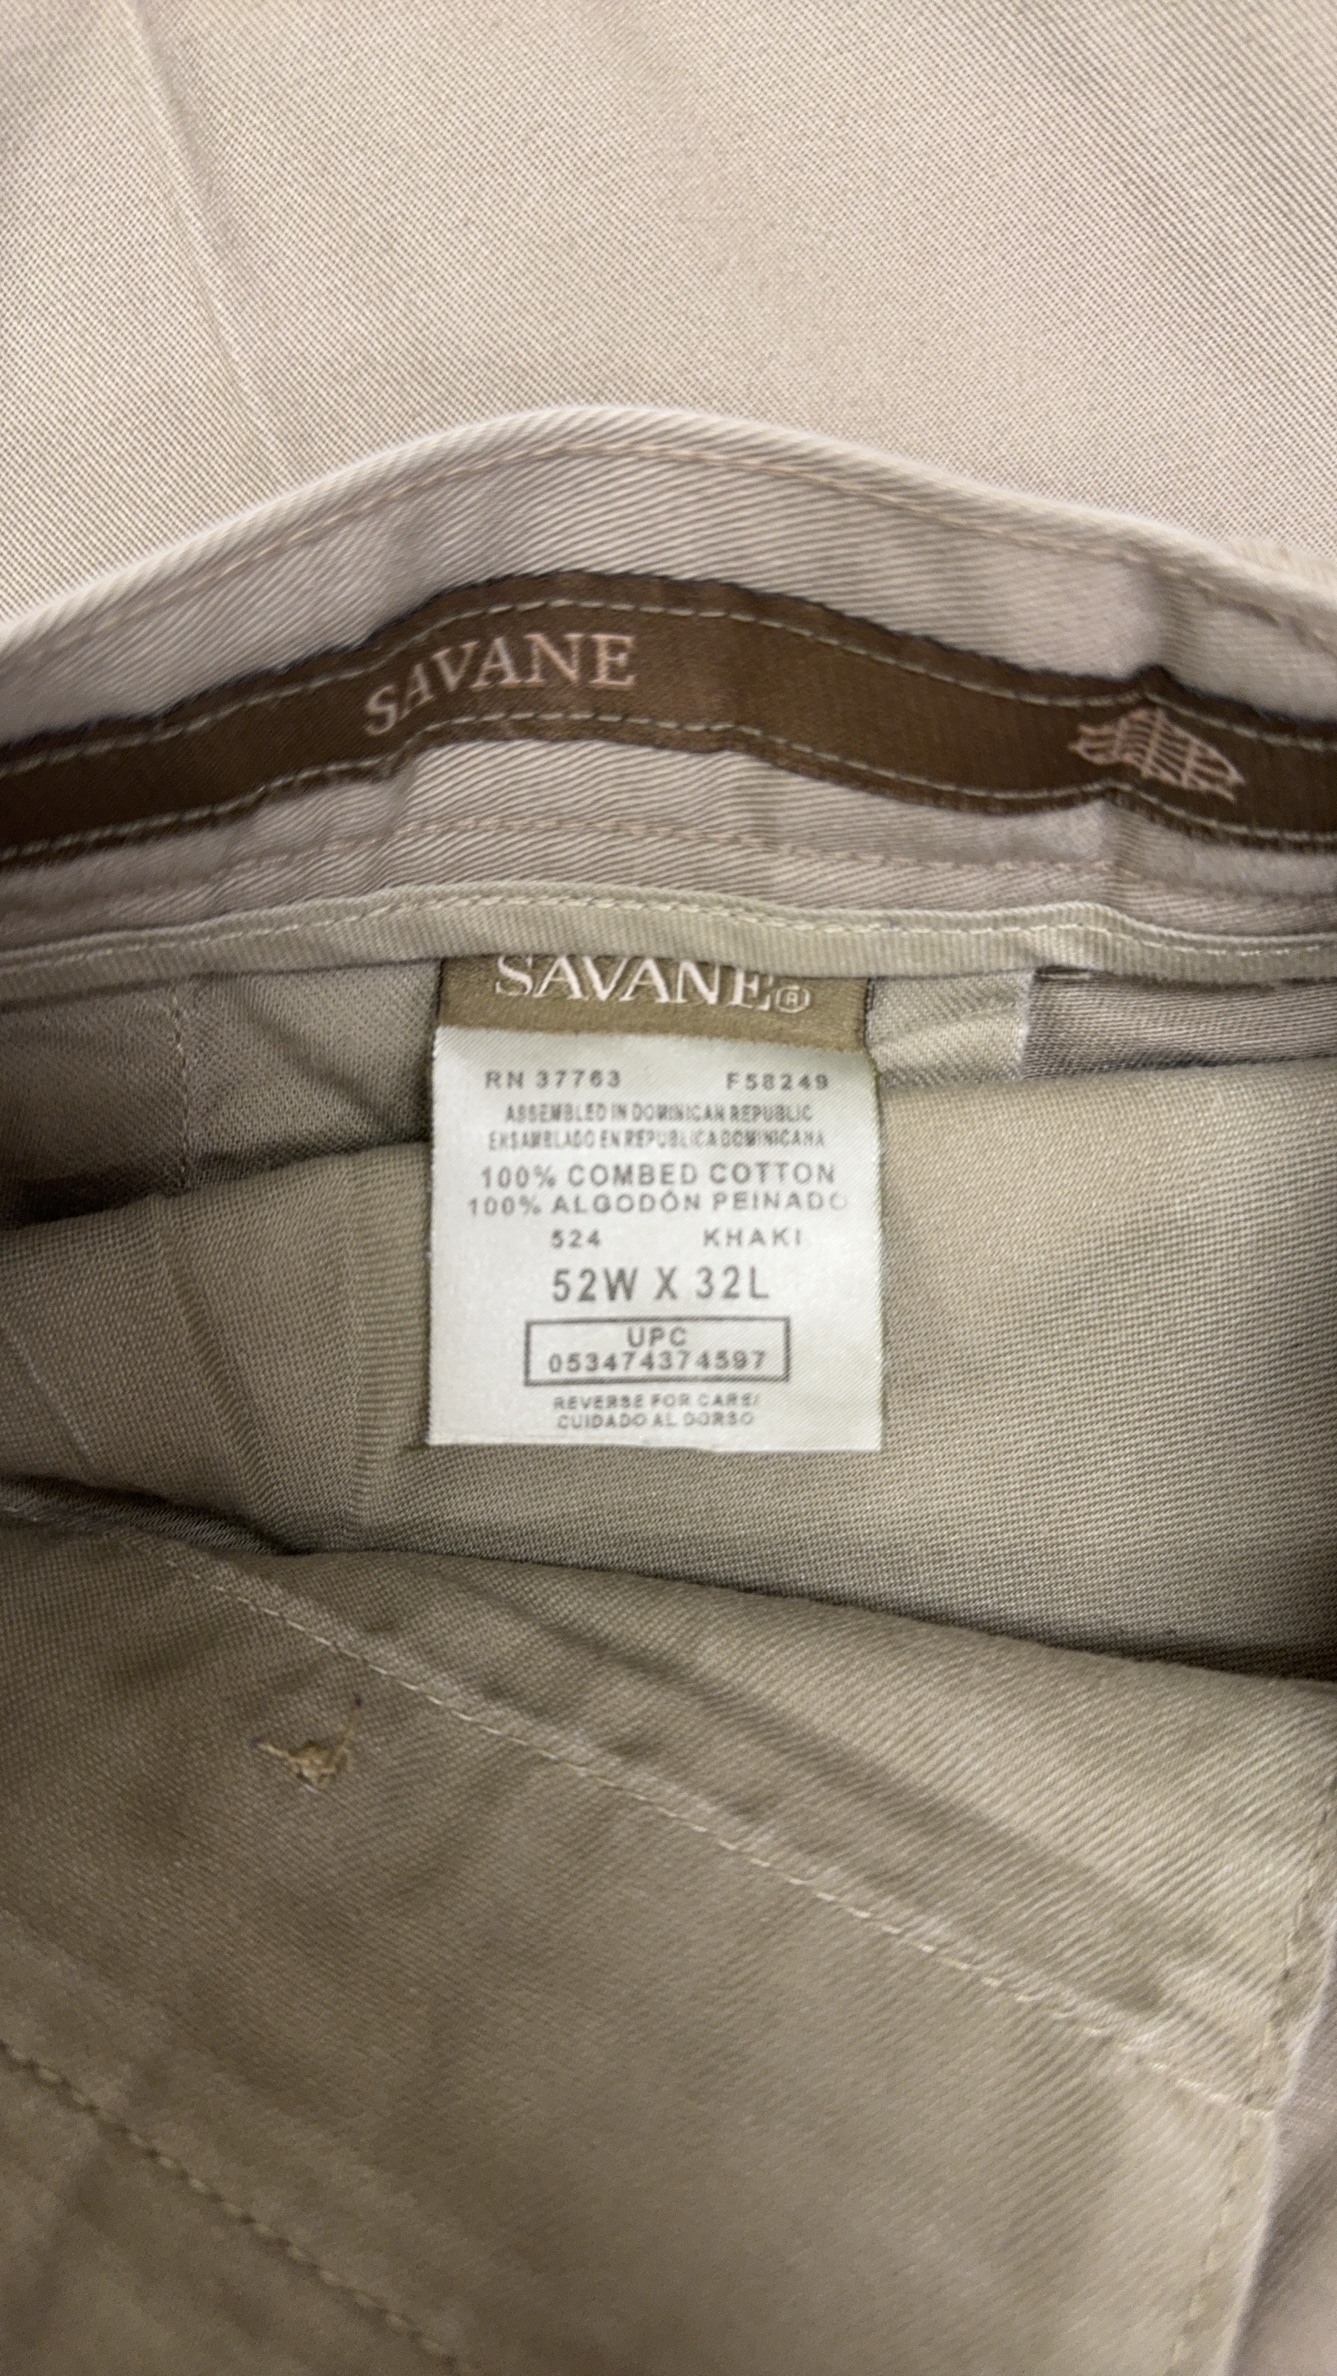 SAVANE
SAVANE®
RN 37763 F58249
ASSEMBLED IN DOMINICAN REPUBLIC
ENSAMBLADO EN REPUBLICA DOMINICANA
100% COMBED COTTON
100% ALGODÓN PEINADO
524 KHAKI
52W X 32L
UPC
053474374597
REVERSE FOR CARE/
CUIDADO AL DORSO